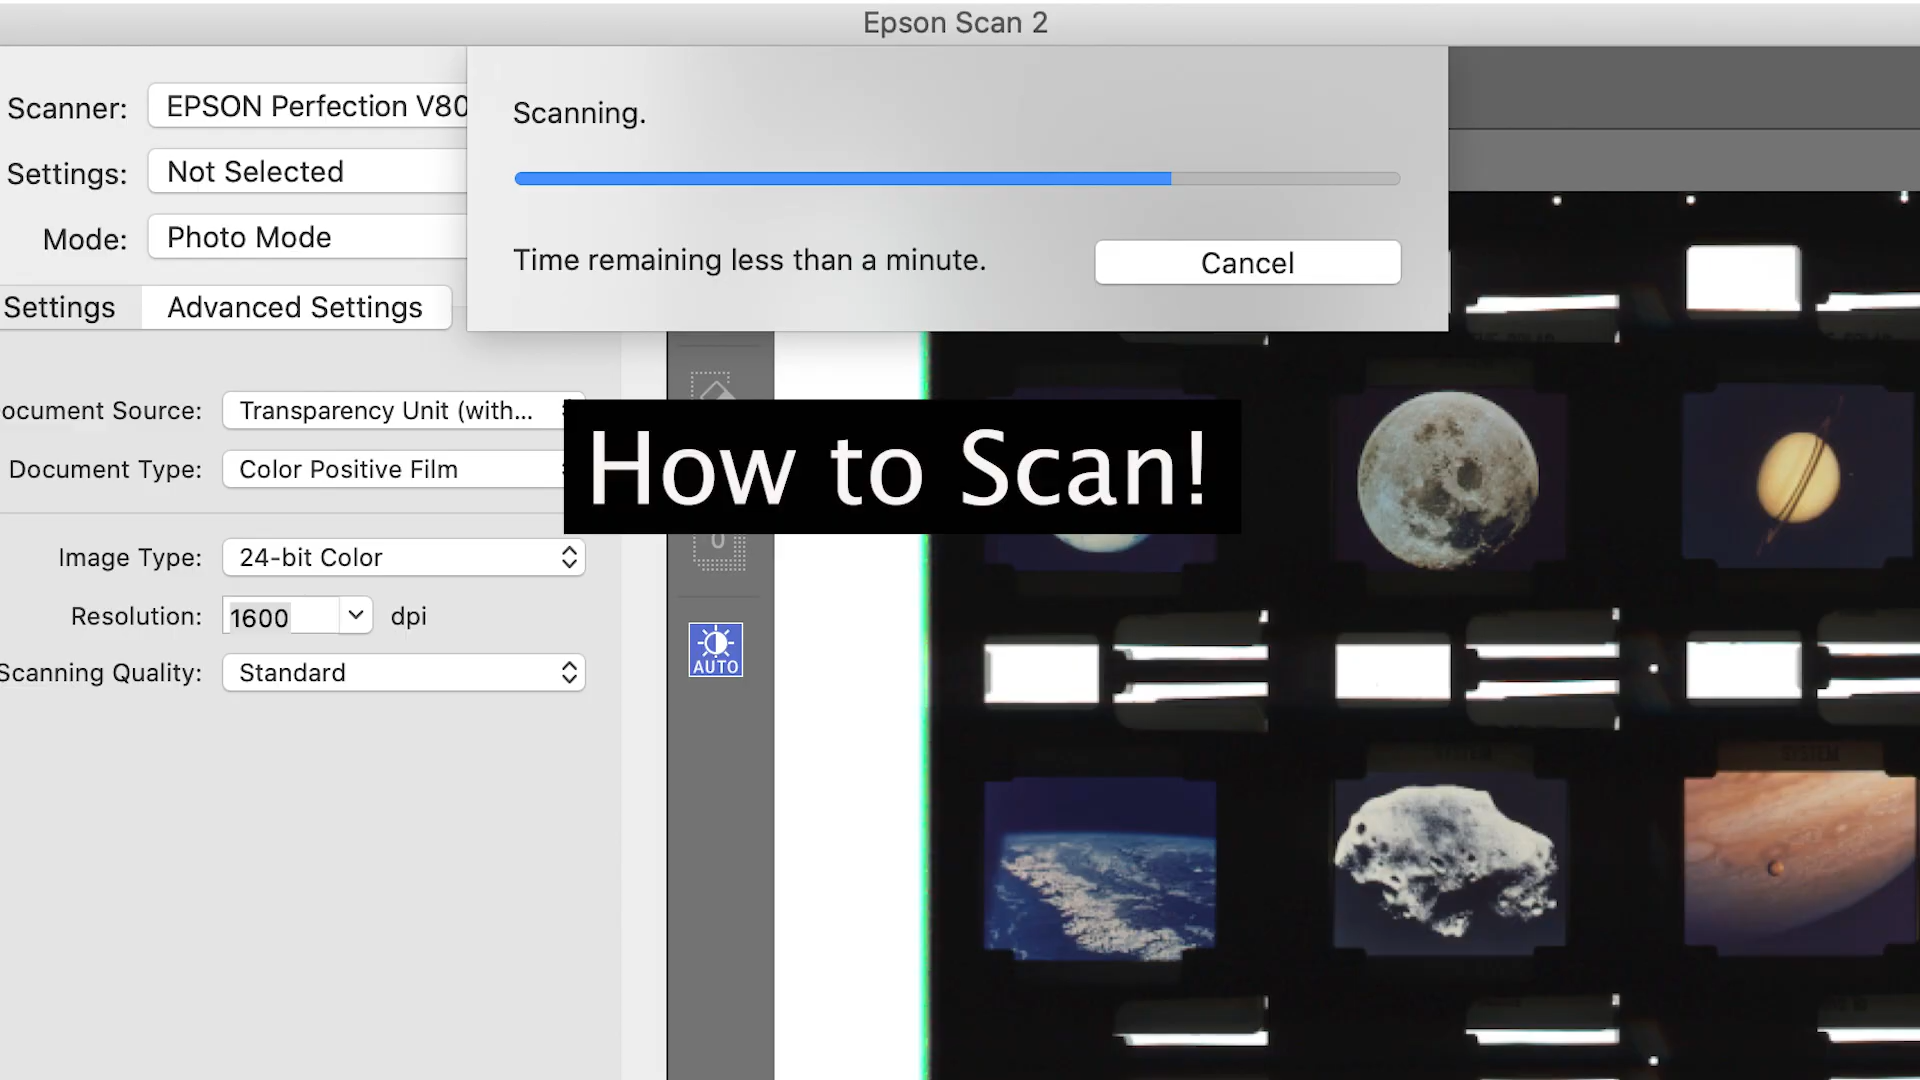 Epson Scan 2
Scanner: EPSON Perfection V80
Scanning.
Settings: Not Selected
Mode: Photo Mode
Time remaining less than a minute.
Cancel
Settings Advanced Settings
ocument Source: Transparency Unit (with...
Document Type: Color Positive Film
How to Scan!
Image Type: 24-bit Color
Resolution: 1600 dpi
AUTO
Scanning Quality: Standard
SYSTEM
SYSTEM